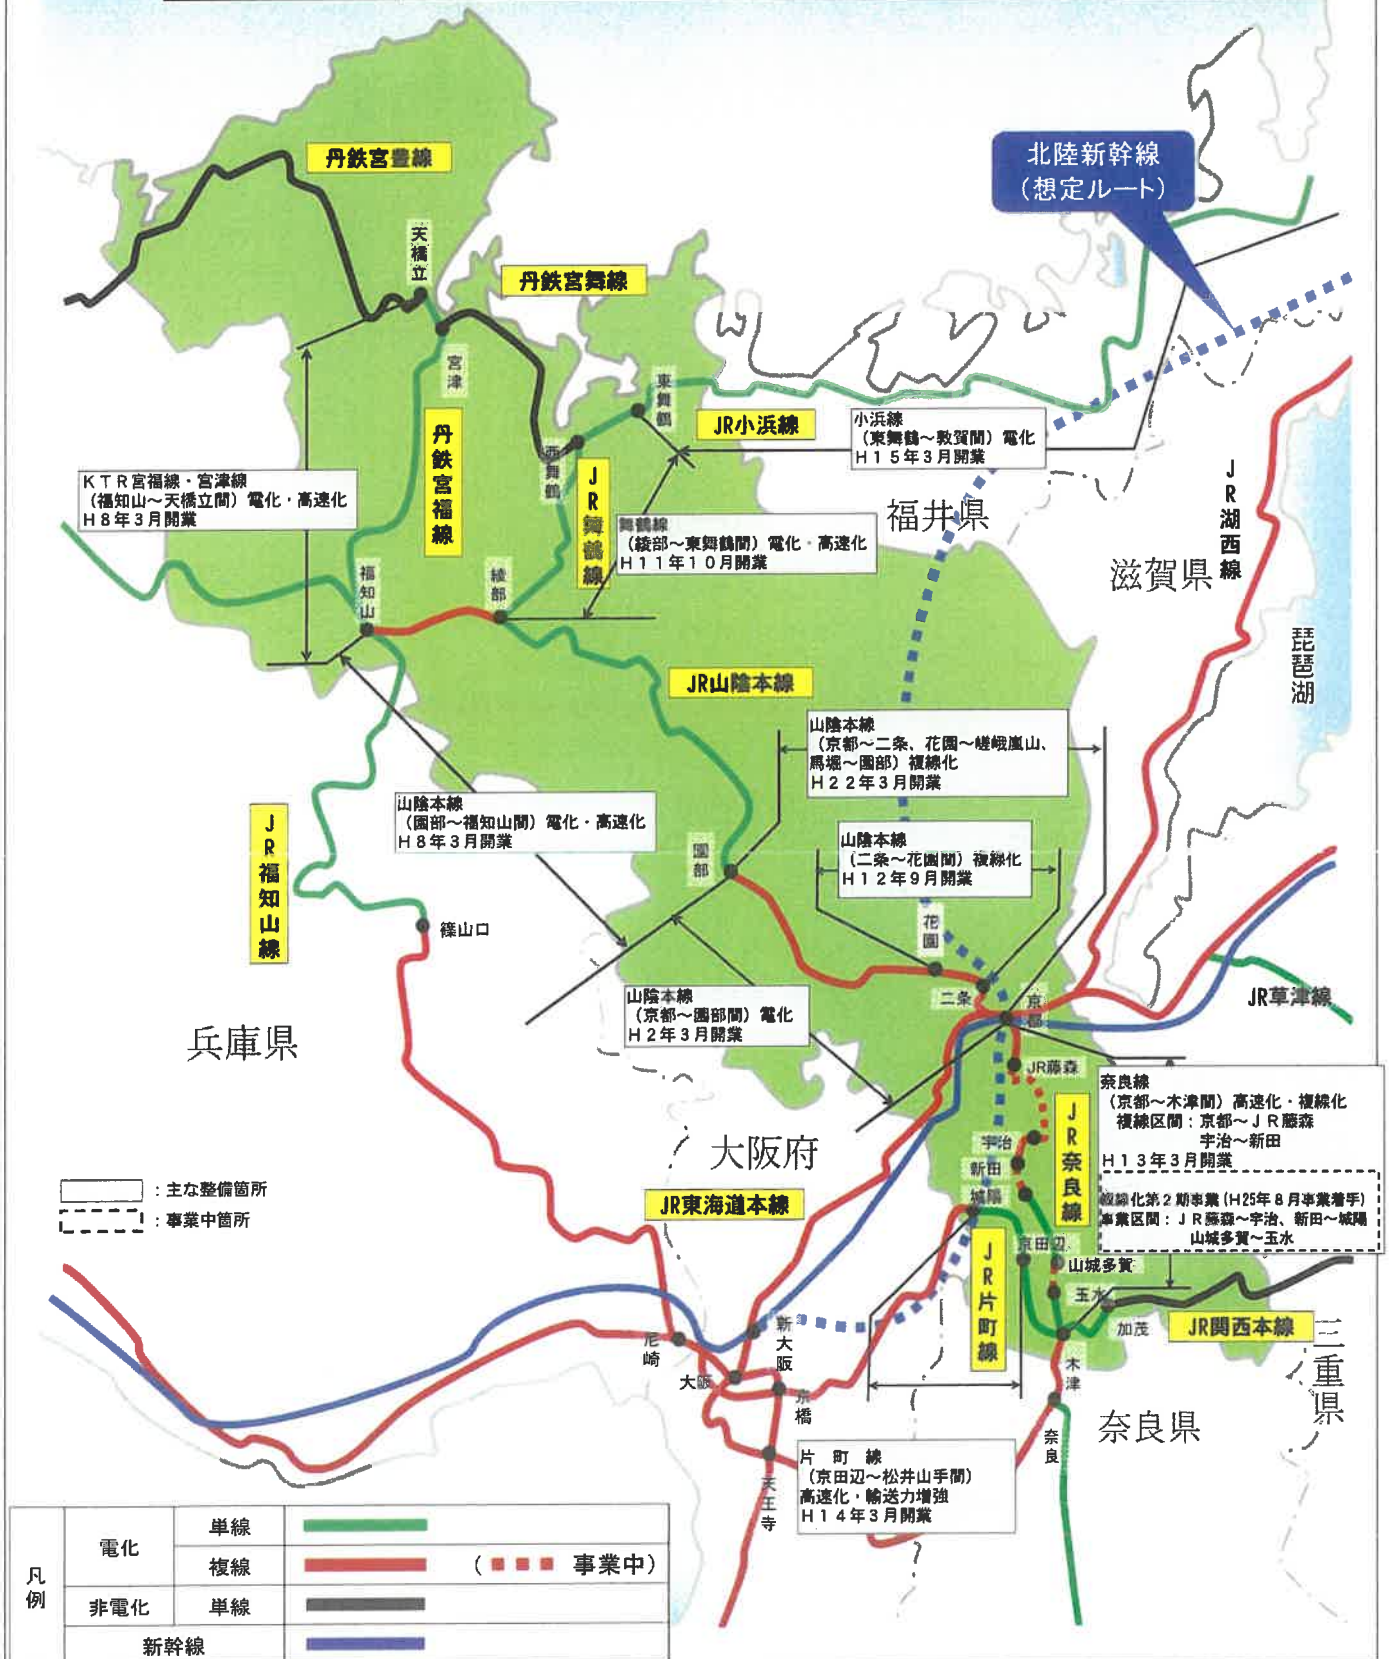 丹鉄宮豊線
北陸新幹線
（想定ルート）
天橋立
丹鉄宮舞線
宮津
東舞鶴
JR小浜線
小浜線
（東舞鶴～敦賀間）電化
H15年3月開業
丹鉄宮福線
西舞鶴
JR舞鶴線
KTR宮福線・宮津線
（福知山～天橋立間）電化・高速化
H8年3月開業
舞鶴線
（綾部～東舞鶴間）電化・高速化
H11年10月開業
福井県
JR湖西線
滋賀県
福知山
綾部
琵琶湖
JR山陰本線
山陰本線
（京都～二条、花園～嵯峨嵐山、
馬堀～園部）複線化
H22年3月開業
山陰本線
（園部～福知山間）電化・高速化
H8年3月開業
JR福知山線
園部
山陰本線
（二条～花園間）複線化
H12年9月開業
篠山口
花園
二条
京都
JR草津線
山陰本線
（京都～園部間）電化
H2年3月開業
兵庫県
JR藤森
奈良線
（京都～木津間）高速化・複線化
複線区間：京都～JR藤森
宇治～新田
H13年3月開業
複線化第2期事業(H25年8月事業着手)
事業区間：JR藤森～宇治、新田～城陽
山城多賀～玉水
JR奈良線
宇治
大阪府
新田
城陽
：主な整備箇所
：事業中箇所
JR東海道本線
京田辺
JR片町線
山城多賀
玉水
加茂
JR関西本線
三重県
尼崎
新大阪
大阪
京橋
木津
奈良
奈良県
天王寺
片町線
（京田辺～松井山手間）
高速化・輸送力増強
H14年3月開業
凡例
電化
単線
複線
（ 事業中）
非電化
単線
新幹線